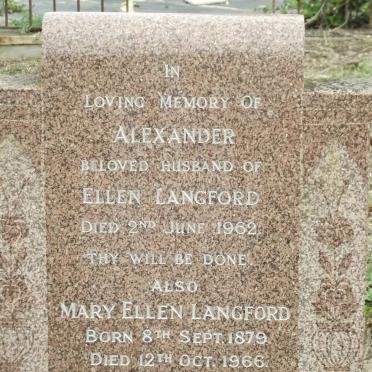 IN
LOVING MEMORY OF
ALEXANDER
BELOVED HUSBAND OF
ELLEN LANGFORD
DIED 2ND JUNE 1962.
THY WILL BE DONE.
ALSO
MARY ELLEN LANGFORD
BORN 8TH SEPT. 1879.
DIED 12TH OCT. 1966.